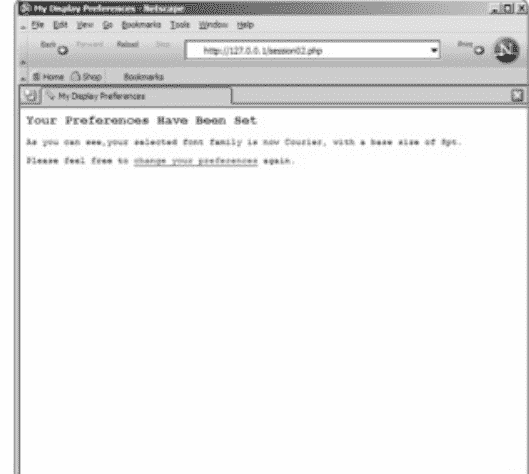 My Display Preferences - Netscape
File Edit View Go Bookmarks Tools Window Help
Back Forward Reload Stop http://127.0.0.1/session02.php Print N
Home Shop Bookmarks
My Display Preferences
Your Preferences Have Been Set
As you can see,your selected font family is now Courier, with a base size of 8pt.
Please feel free to change your preferences again.